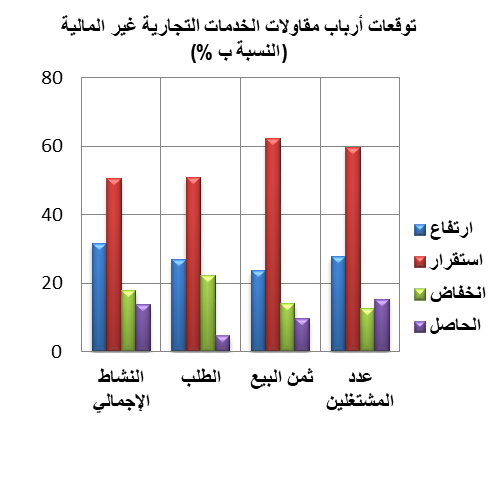 توقعات أرباب مقاولات الخدمات التجارية غير المالية
(النسبة ب %)
80
60
40
20
0
ارتفاع
استقرار
انخفاض
الحاصل
النشاط
الإجمالي
الطلب
ثمن البيع
عدد
المشتغلين